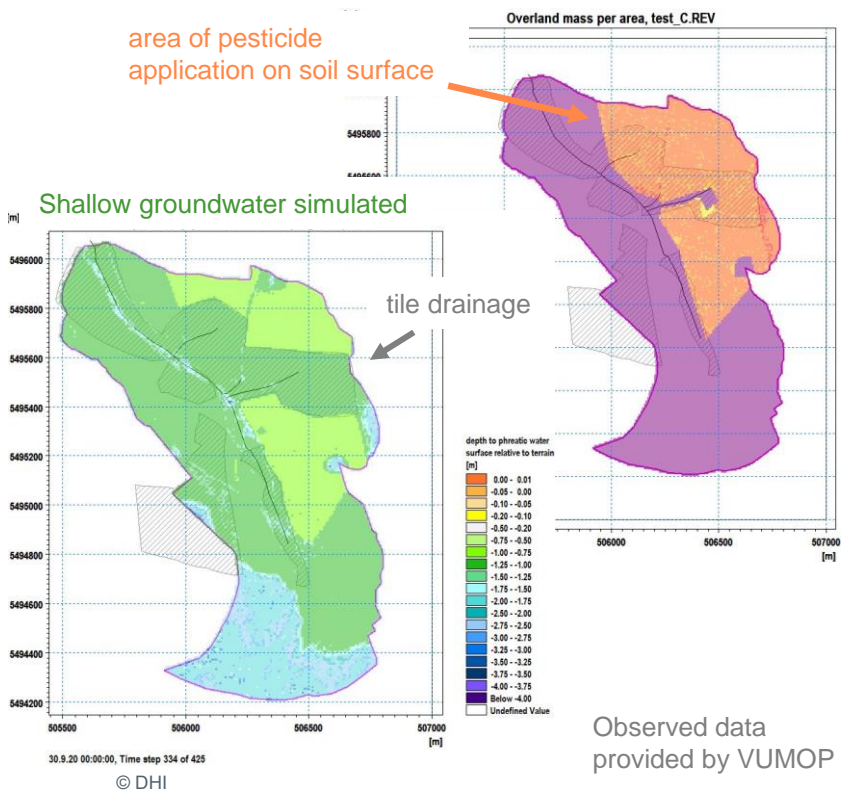 area of pesticide
application on soil surface
Overland mass per area, test_C.REV
5495800
5495600
Shallow groundwater simulated
[m]
5496000
5495800
5495600
5495400
5495200
5495000
5494800
5494600
5494400
5494200
505500
506000
506500
507000
[m]
tile drainage
depth to phreatic water
surface relative to terrain
[m]
0.00 - 0.01
-0.05 - 0.00
-0.10 - -0.05
-0.20 - -0.10
-0.50 - -0.20
-0.75 - -0.50
-1.00 - -0.75
-1.25 - -1.00
-1.50 - -1.25
-1.75 - -1.50
-2.00 - -1.75
-2.50 - -2.00
-2.75 - -2.50
-3.00 - -2.75
-3.25 - -3.00
-3.50 - -3.25
-3.75 - -3.50
-4.00 - -3.75
Below -4.00
Undefined Value
506000
506500
507000
[m]
Observed data
provided by VUMOP
30.9.20 00:00:00, Time step 334 of 425
© DHI